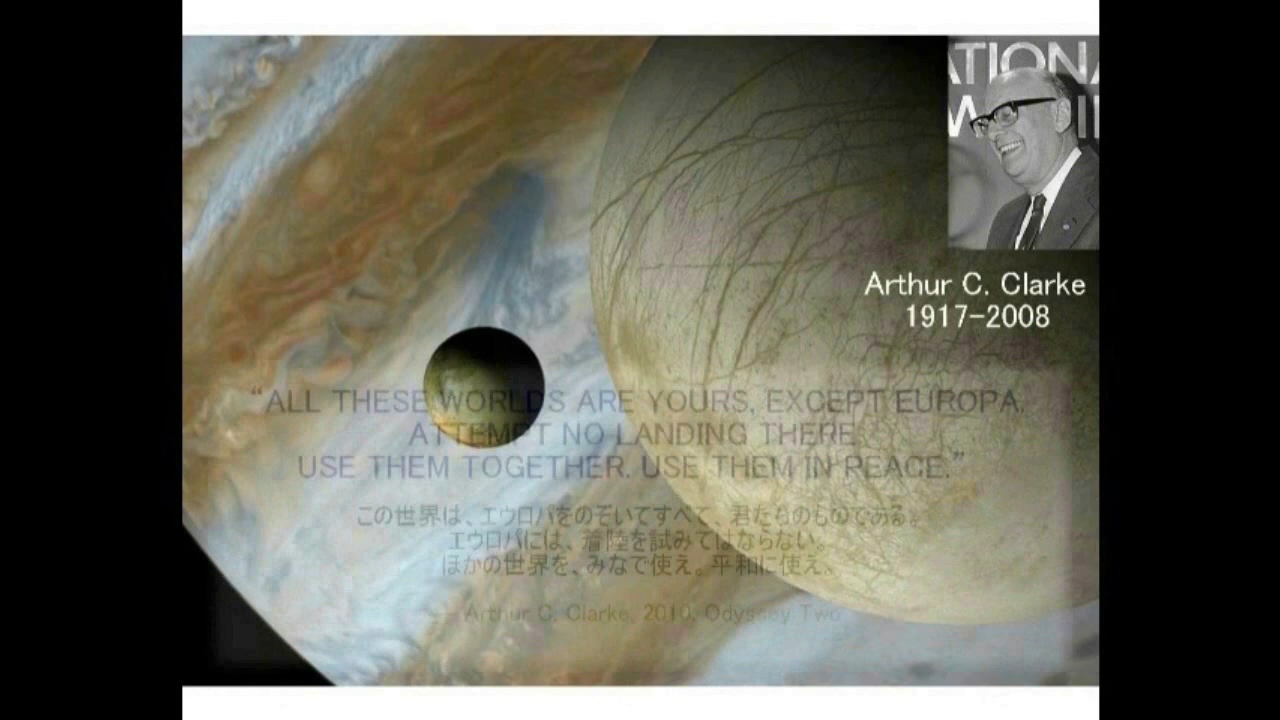 ATIONA
Arthur C. Clarke
1917-2008
“ALL THESE WORLDS ARE YOURS, EXCEPT EUROPA.
ATTEMPT NO LANDING THERE
USE THEM TOGETHER. USE THEM IN PEACE.”
この世界は、エウロパをのぞいてすべて、君たちのものである。
エウロパには、着陸を試みてはならない。
ほかの世界を、みなで使え。平和に使え。
Arthur C. Clarke, 2010, Odyssey Two